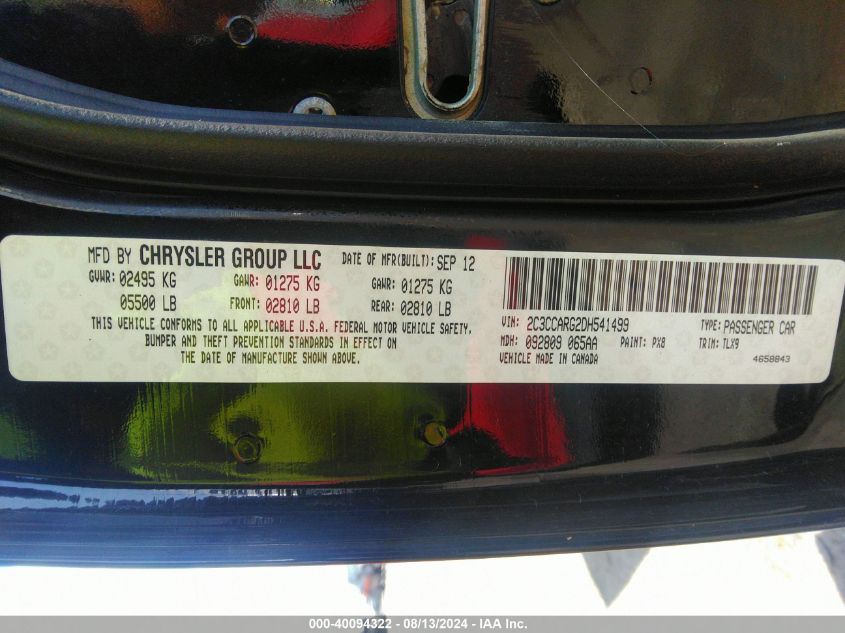 MFD BY CHRYSLER GROUP LLC DATE OF MFR(BUILT): SEP 12
GVWR: 02495 KG GAWR: 01275 KG GAWR: 01275 KG
05500 LB FRONT: 02810 LB REAR: 02810 LB
THIS VEHICLE CONFORMS TO ALL APPLICABLE U.S.A. FEDERAL MOTOR VEHICLE SAFETY,
BUMPER AND THEFT PREVENTION STANDARDS IN EFFECT ON
THE DATE OF MANUFACTURE SHOWN ABOVE.
VIN: 2C3CCARG2DH541499 TYPE: PASSENGER CAR
MDH: 092809 065AA PAINT: PX8 TRIM: TLX9
VEHICLE MADE IN CANADA 4658843
000-40094322 - 08/13/2024 - IAA Inc.